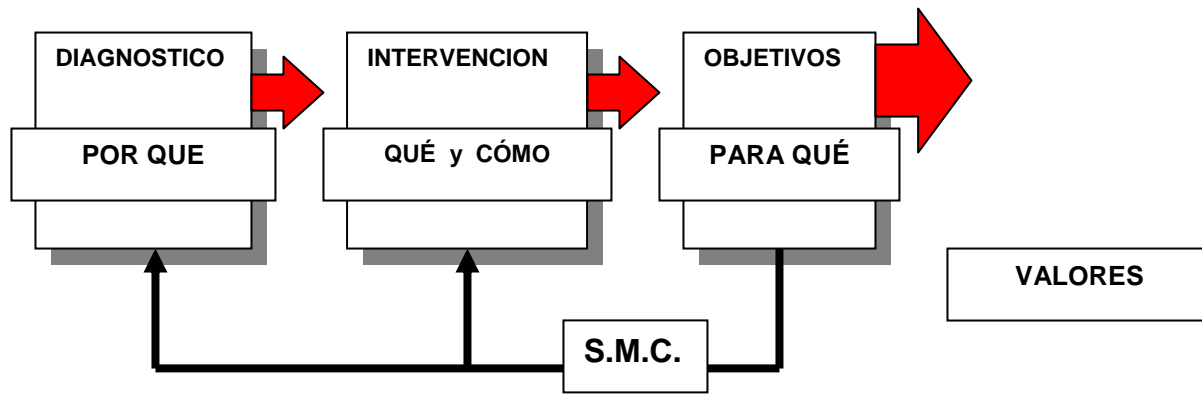 DIAGNOSTICO
POR QUE
INTERVENCION
QUÉ y CÓMO
OBJETIVOS
PARA QUÉ
VALORES
S.M.C.